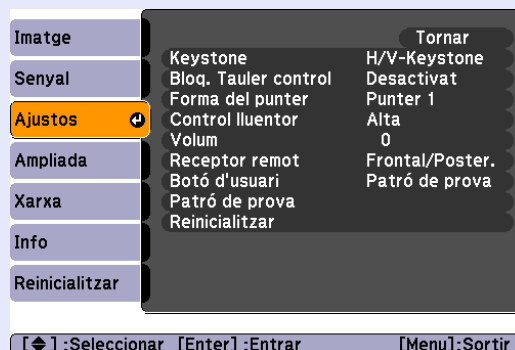 Imatge
Senyal
Ajustos
Ampliada
Xarxa
Info
Reinicialitzar
Tornar
Keystone H/V-Keystone
Bloq. Tauler control Desactivat
Forma del punter Punter 1
Control lluentor Alta
Volum 0
Receptor remot Frontal/Poster.
Botó d'usuari Patró de prova
Patró de prova
Reinicialitzar
[ ] :Seleccionar [Enter] :Entrar [Menu]:Sortir